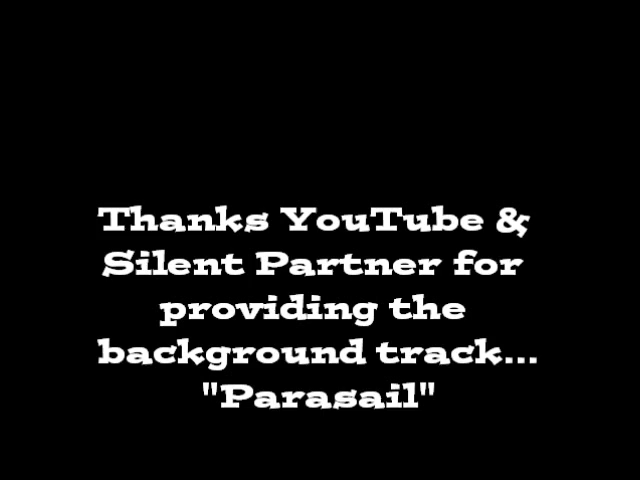 Thanks YouTube &
Silent Partner for
providing the
background track...
"Parasail"